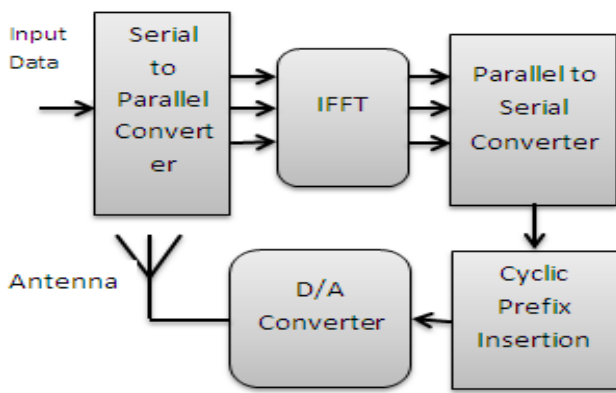 Input
Data
Serial
to
Parallel
Convert
er
IFFT
Parallel to
Serial
Converter
Antenna
D/A
Converter
Cyclic
Prefix
Insertion